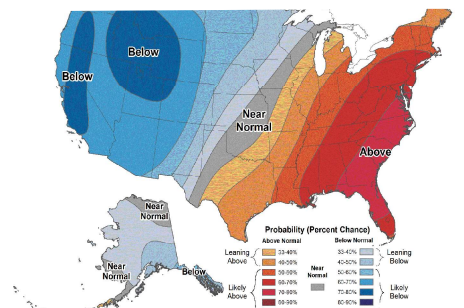 Below
Below
Near
Normal
Above
Near
Normal
Near
Normal
Below
Probability (Percent Chance)
Above Normal Below Normal
Leaning
Above
33-40% 33-40%
40-50% 40-50%
Leaning
Below
50-60% 50-60%
Near
Normal
Likely
Above
60-70% 60-70%
70-80% 70-80%
80-90% 80-90%
Likely
Below